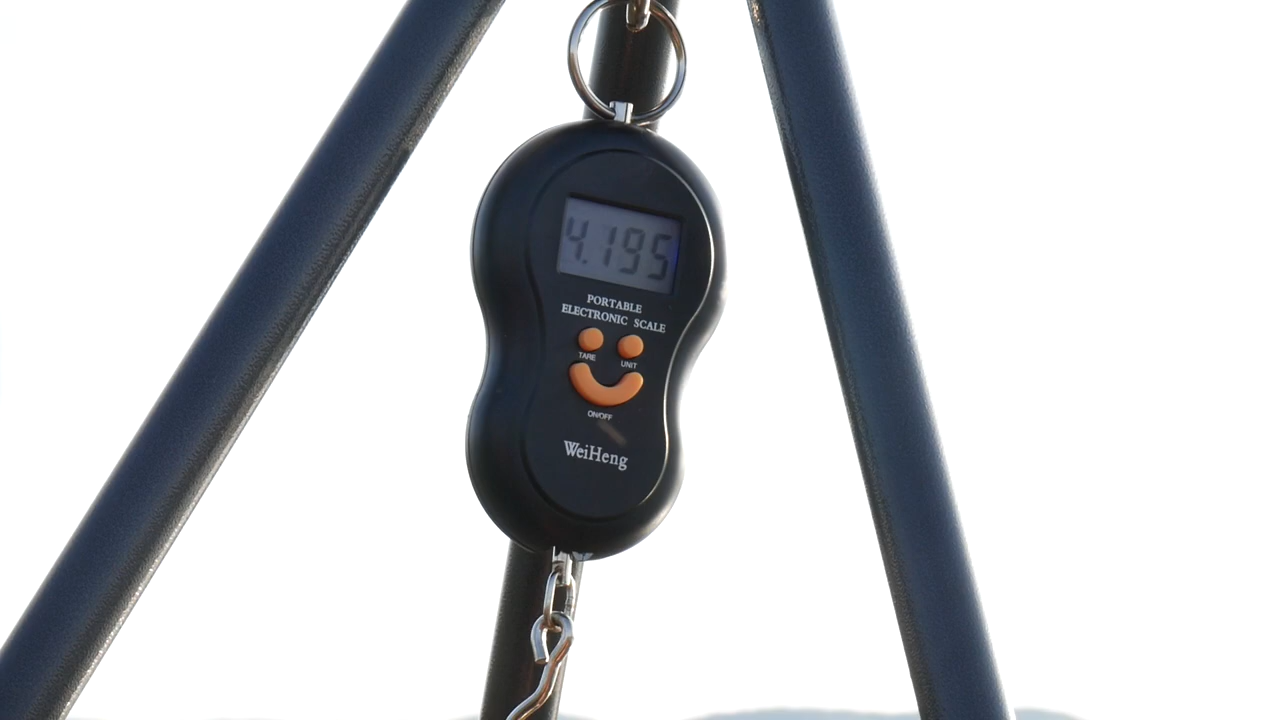 4.195
PORTABLE
ELECTRONIC SCALE
TARE UNIT
ON/OFF
WeiHeng